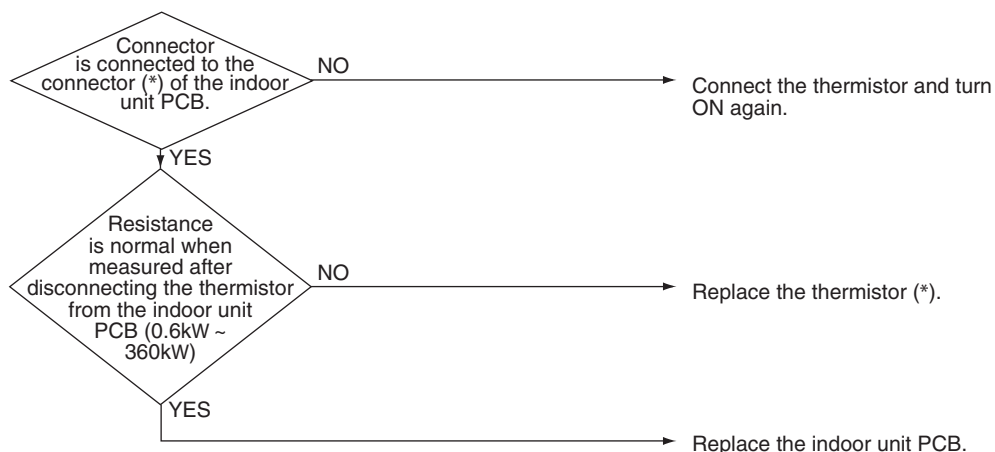 Connector
is connected to the
connector (*) of the indoor
unit PCB.
NO
Connect the thermistor and turn
ON again.
YES
Resistance
is normal when
measured after
disconnecting the thermistor
from the indoor unit
PCB (0.6kW ~
360kW)
NO
Replace the thermistor (*).
YES
Replace the indoor unit PCB.